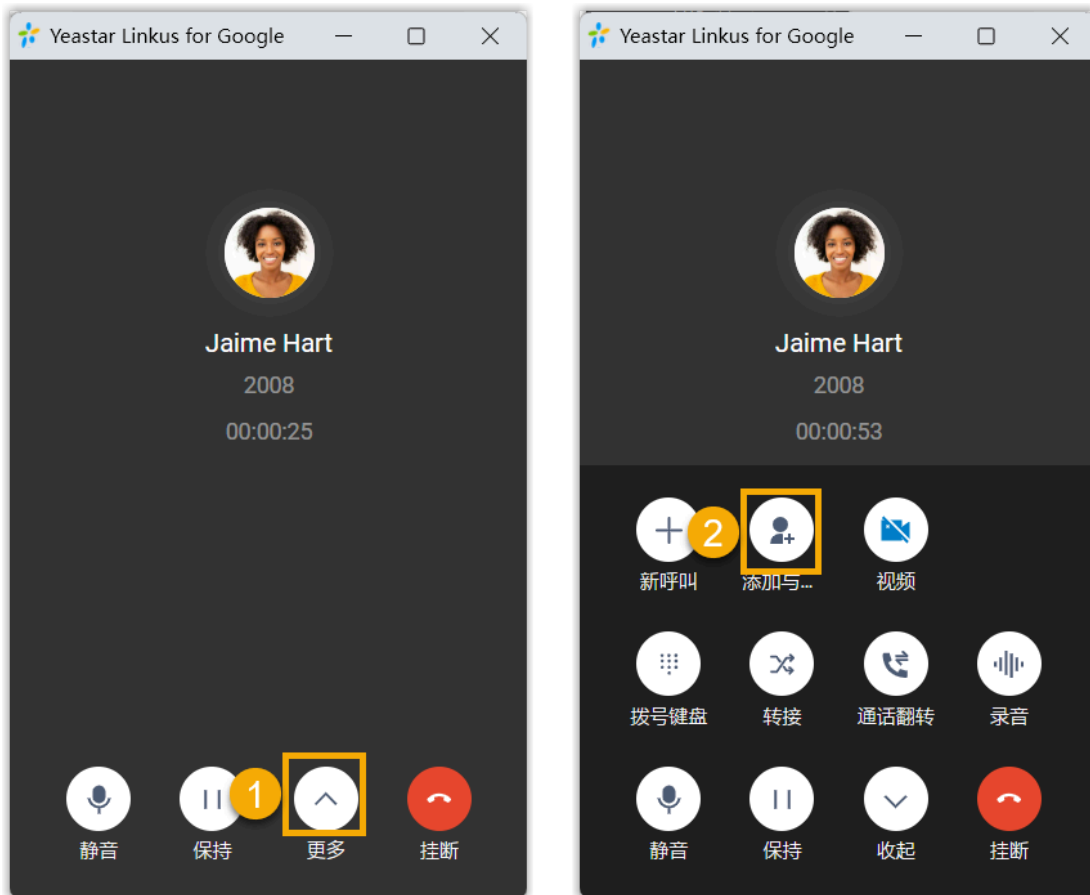 Yeastar Linkus for Google
Jaime Hart
2008
00:00:25
1
静音 保持 更多 挂断
Yeastar Linkus for Google
Jaime Hart
2008
00:00:53
2
新呼叫 添加与... 视频
拨号键盘 转接 通话翻转 录音
静音 保持 收起 挂断